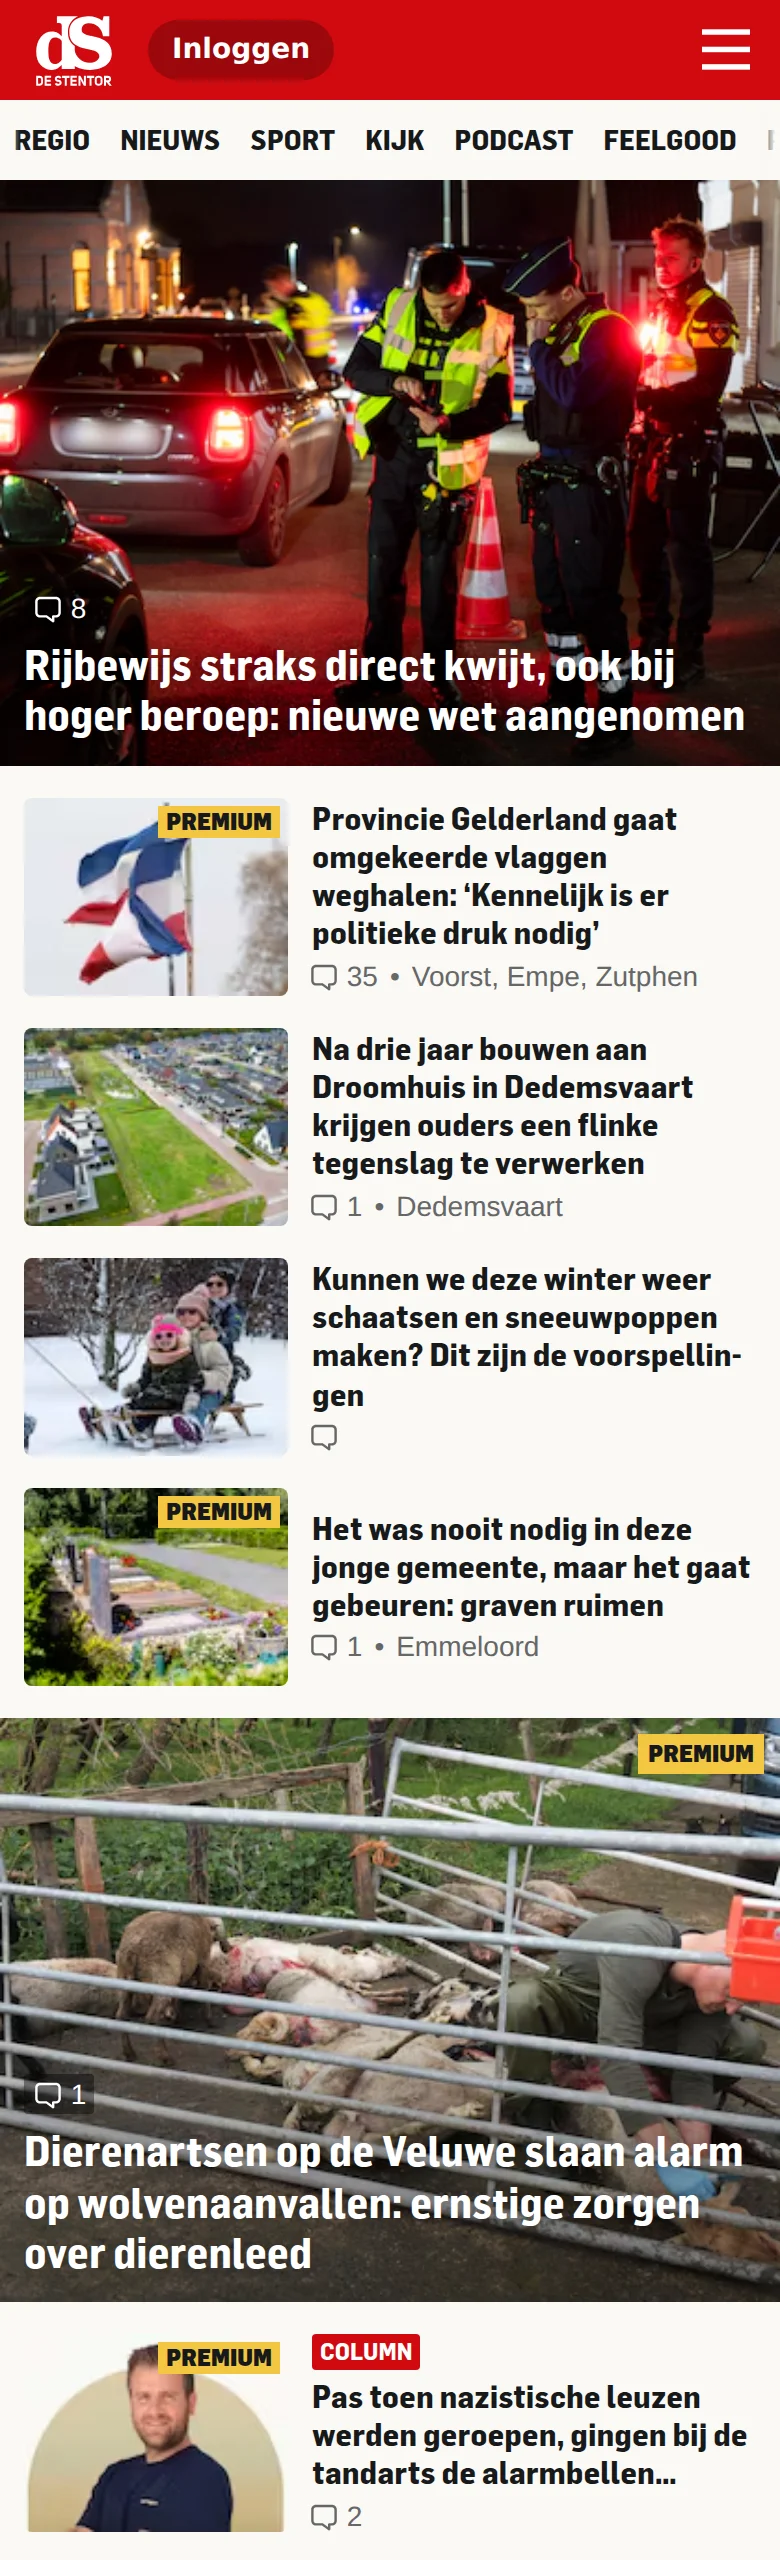 dS
DE STENTOR
Inloggen
REGIO NIEUWS SPORT KIJK PODCAST FEELGOOD
8
Rijbewijs straks direct kwijt, ook bij
hoger beroep: nieuwe wet aangenomen
PREMIUM
Provincie Gelderland gaat
omgekeerde vlaggen
weghalen: ‘Kennelijk is er
politieke druk nodig’
35 • Voorst, Empe, Zutphen
Na drie jaar bouwen aan
Droomhuis in Dedemsvaart
krijgen ouders een flinke
tegenslag te verwerken
1 • Dedemsvaart
Kunnen we deze winter weer
schaatsen en sneeuwpoppen
maken? Dit zijn de voorspellin-
gen
PREMIUM
Het was nooit nodig in deze
jonge gemeente, maar het gaat
gebeuren: graven ruimen
1 • Emmeloord
PREMIUM
1
Dierenartsen op de Veluwe slaan alarm
op wolvenaanvallen: ernstige zorgen
over dierenleed
PREMIUM
COLUMN
Pas toen nazistische leuzen
werden geroepen, gingen bij de
tandarts de alarmbellen...
2